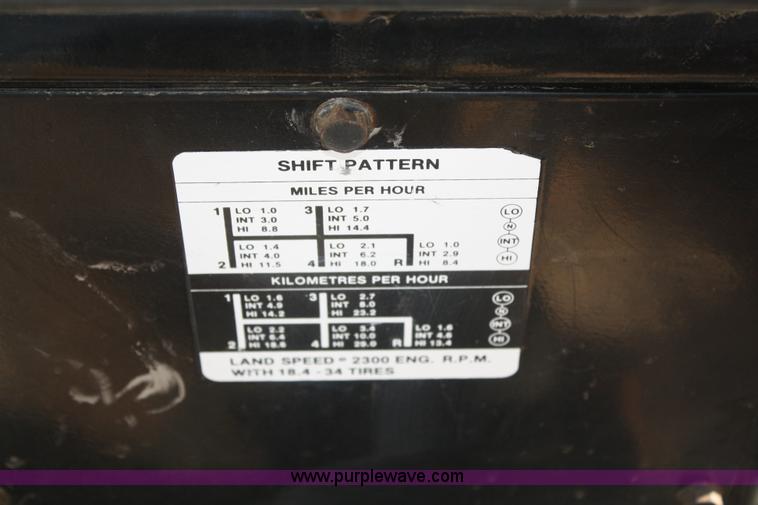 SHIFT PATTERN
MILES PER HOUR
1 LO 1.0 3 LO 1.7 LO
INT 3.0 INT 5.0 N
HI 8.8 HI 14.4 INT
LO 1.4 LO 2.1 LO 1.0 HI
INT 4.0 INT 6.2 INT 2.9
2 HI 11.5 4 HI 18.0 R HI 8.4
KILOMETRES PER HOUR
1 LO 1.6 3 LO 2.7 LO
INT 4.9 INT 8.0 N
HI 14.2 HI 23.2 INT
LO 2.2 LO 3.4 LO 1.6 HI
INT 6.4 INT 10.0 INT
2 HI 4 HI 29.0 R HI 13.4
LAND SPEED = 2300 ENG. R.P.M.
WITH 18.4 - 34 TIRES
www.purplewave.com